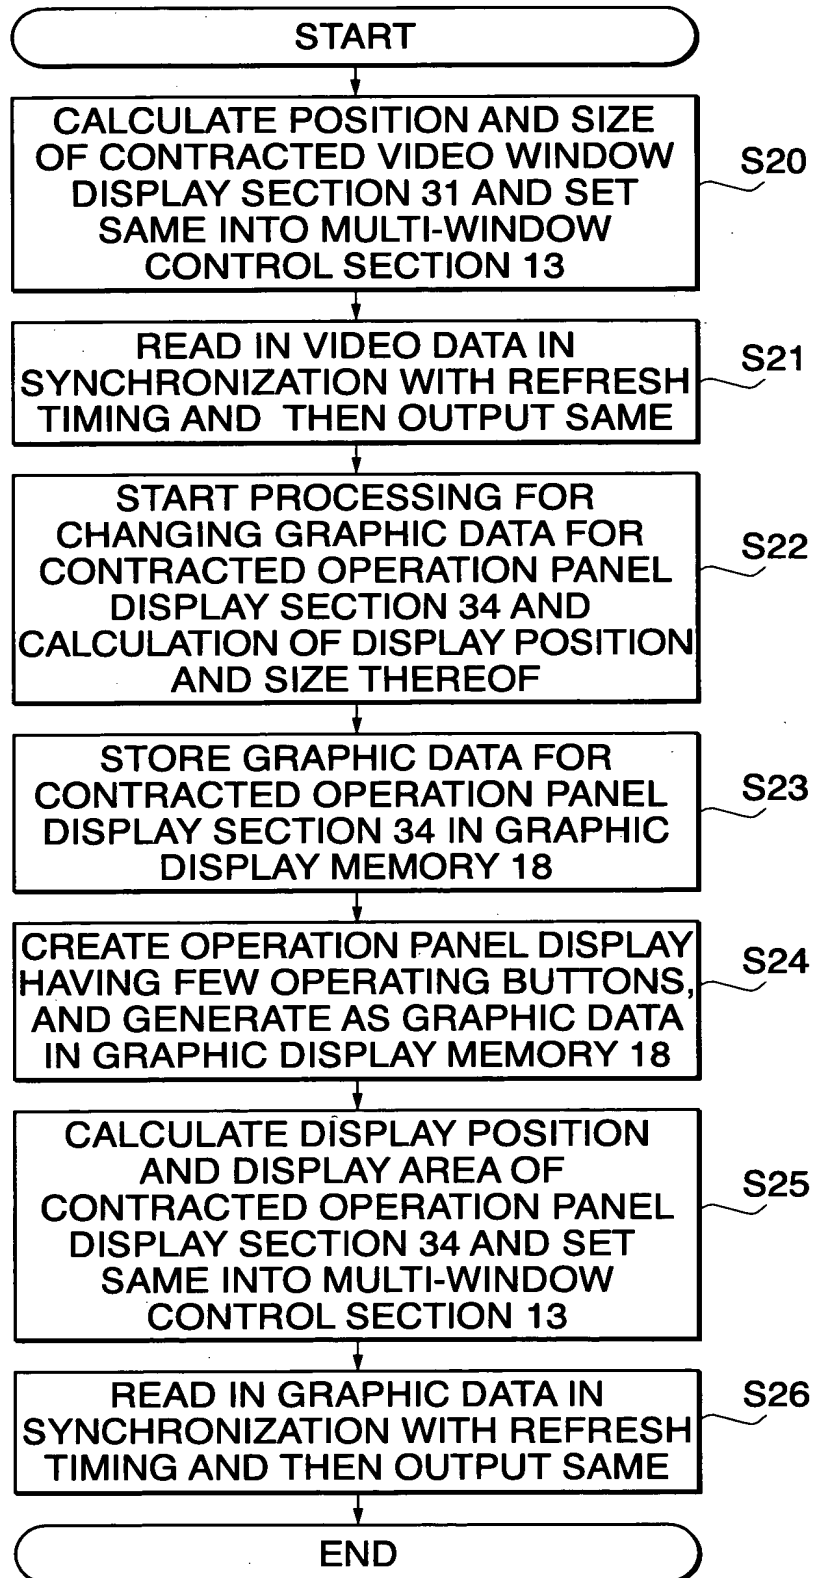 START
CALCULATE POSITION AND SIZE
OF CONTRACTED VIDEO WINDOW
DISPLAY SECTION 31 AND SET
SAME INTO MULTI-WINDOW
CONTROL SECTION 13
S20
READ IN VIDEO DATA IN
SYNCHRONIZATION WITH REFRESH
TIMING AND THEN OUTPUT SAME
S21
START PROCESSING FOR
CHANGING GRAPHIC DATA FOR
CONTRACTED OPERATION PANEL
DISPLAY SECTION 34 AND
CALCULATION OF DISPLAY POSITION
AND SIZE THEREOF
S22
STORE GRAPHIC DATA FOR
CONTRACTED OPERATION PANEL
DISPLAY SECTION 34 IN GRAPHIC
DISPLAY MEMORY 18
S23
CREATE OPERATION PANEL DISPLAY
HAVING FEW OPERATING BUTTONS,
AND GENERATE AS GRAPHIC DATA
IN GRAPHIC DISPLAY MEMORY 18
S24
CALCULATE DISPLAY POSITION
AND DISPLAY AREA OF
CONTRACTED OPERATION PANEL
DISPLAY SECTION 34 AND SET
SAME INTO MULTI-WINDOW
CONTROL SECTION 13
S25
READ IN GRAPHIC DATA IN
SYNCHRONIZATION WITH REFRESH
TIMING AND THEN OUTPUT SAME
S26
END